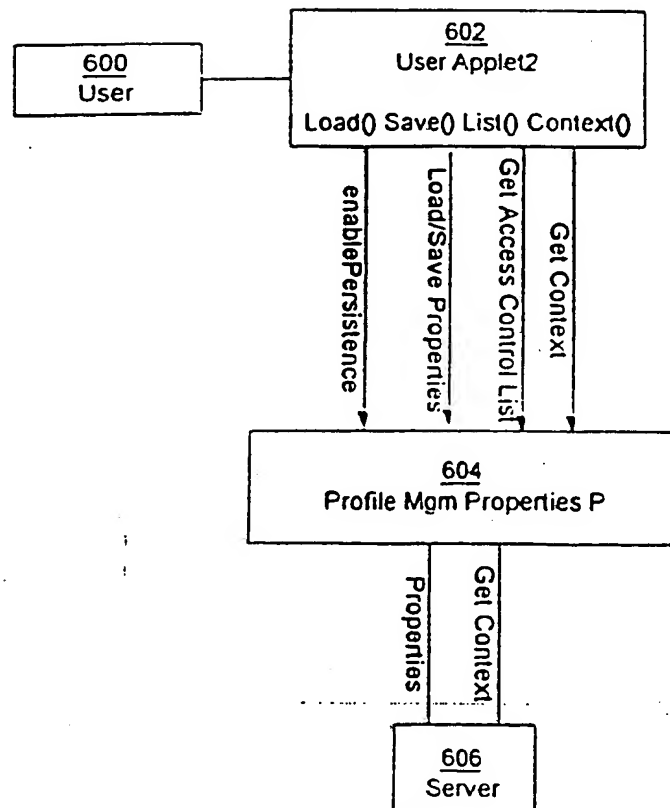 600
User
602
User Applet2
Load() Save() List() Context()
enablePersistence
Load/Save Properties
Get Access Control List
Get Context
604
Profile Mgm Properties P
Properties
Get Context
606
Server